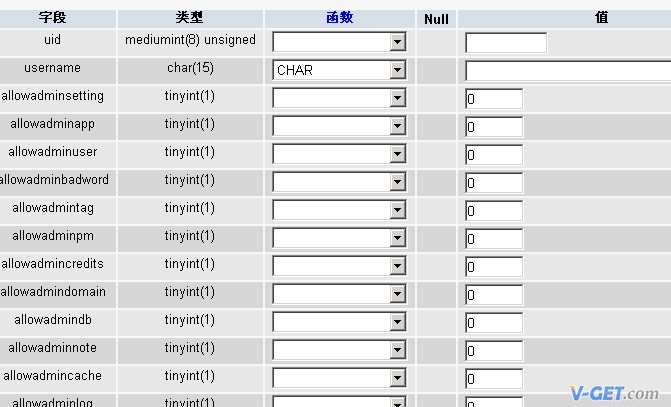 字段 类型 函数 Null 值
uid mediumint(8) unsigned
username char(15) CHAR
allowadminsetting tinyint(1) 0
allowadminapp tinyint(1) 0
allowadminuser tinyint(1) 0
allowadminbadword tinyint(1) 0
allowadmintag tinyint(1) 0
allowadminpm tinyint(1) 0
allowadmincredits tinyint(1) 0
allowadmindomain tinyint(1) 0
allowadmindb tinyint(1) 0
allowadminnote tinyint(1) 0
allowadmincache tinyint(1) 0
allowadminlog tinyint(1) 0
V-GET.com